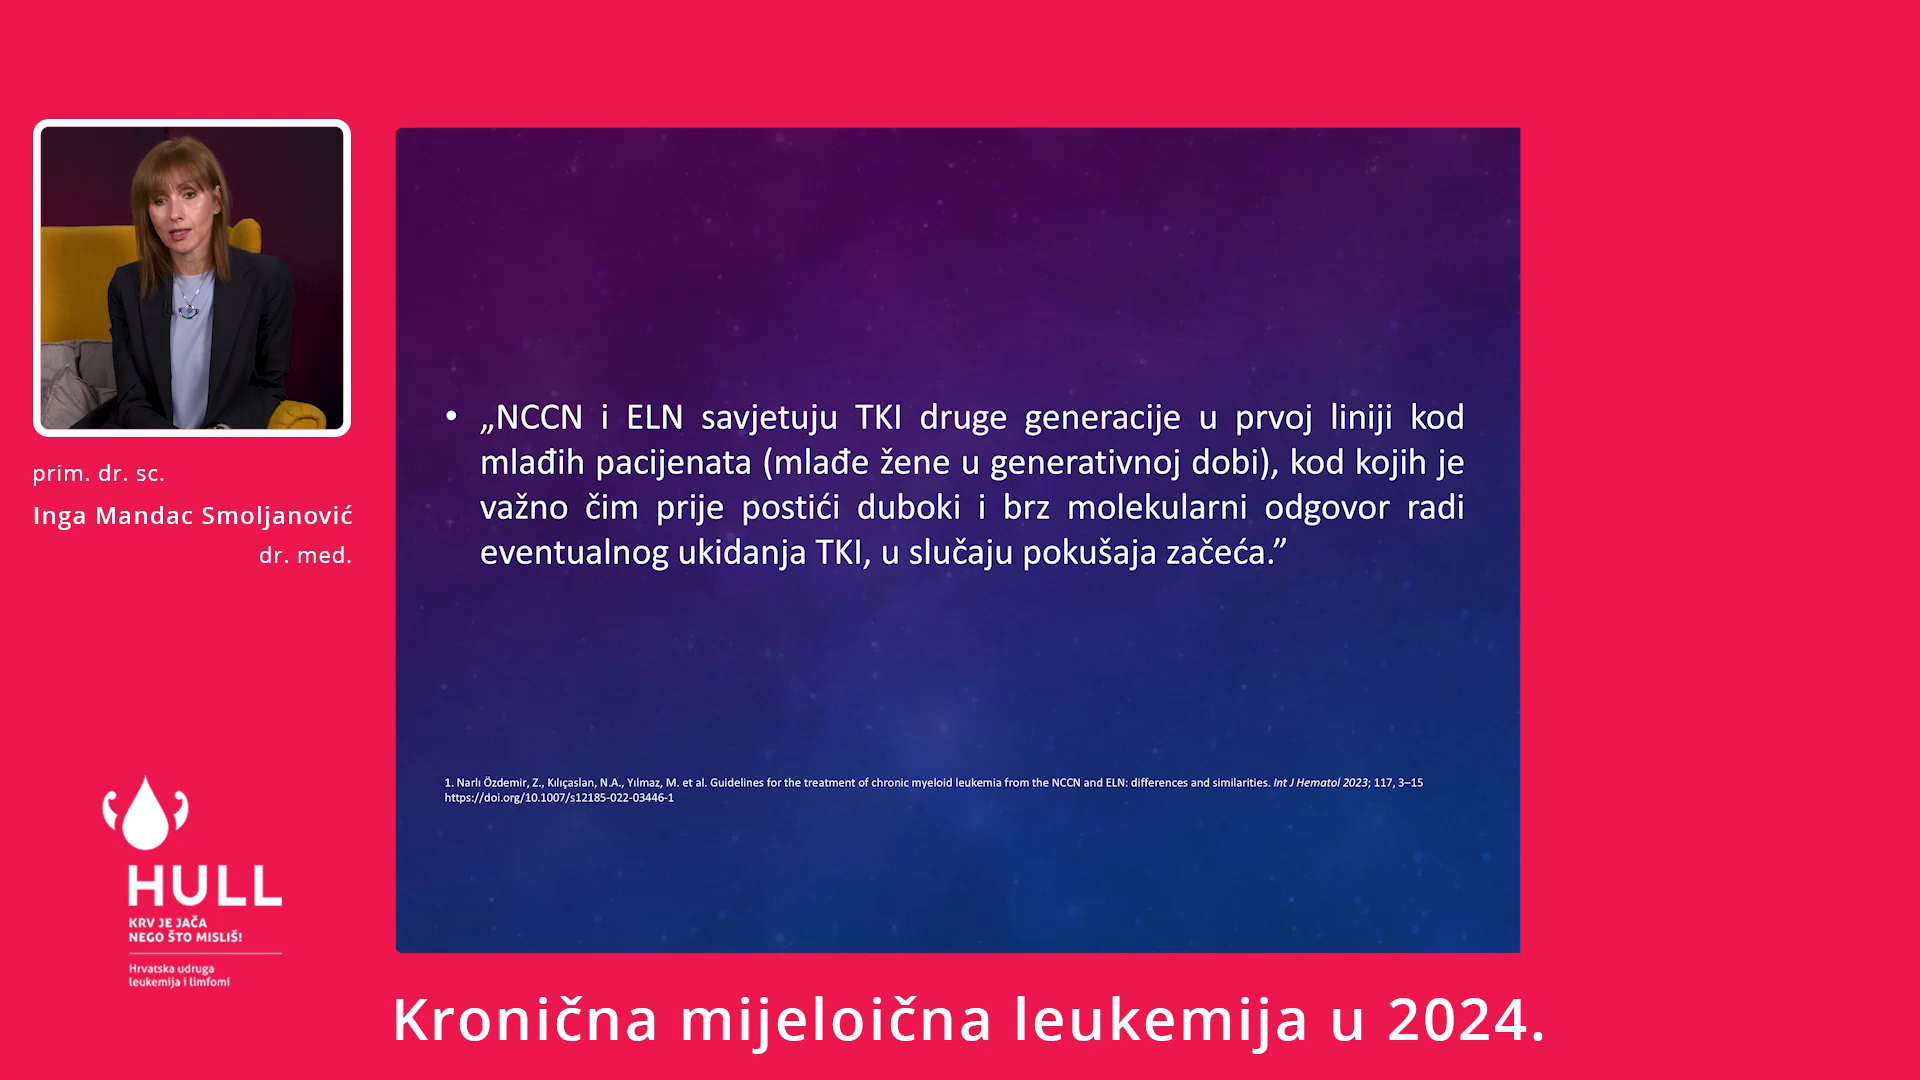 prim. dr. sc.
Inga Mandac Smoljanović
dr. med.
„NCCN i ELN savjetuju TKI druge generacije u prvoj liniji kod
mlađih pacijenata (mlađe žene u generativnoj dobi), kod kojih je
važno čim prije postići duboki i brz molekularni odgovor radi
eventualnog ukidanja TKI, u slučaju pokušaja začeća.”
1. Narlı Özdemir, Z., Kılıçaslan, N.A., Yılmaz, M. et al. Guidelines for the treatment of chronic myeloid leukemia from the NCCN and ELN: differences and similarities. Int J Hematol 2023; 117, 3–15
https://doi.org/10.1007/s12185-022-03446-1
HULL
KRV JE JAČA
NEGO ŠTO MISLIŠ!
Hrvatska udruga
leukemija i limfomi
Kronična mijeloična leukemija u 2024.